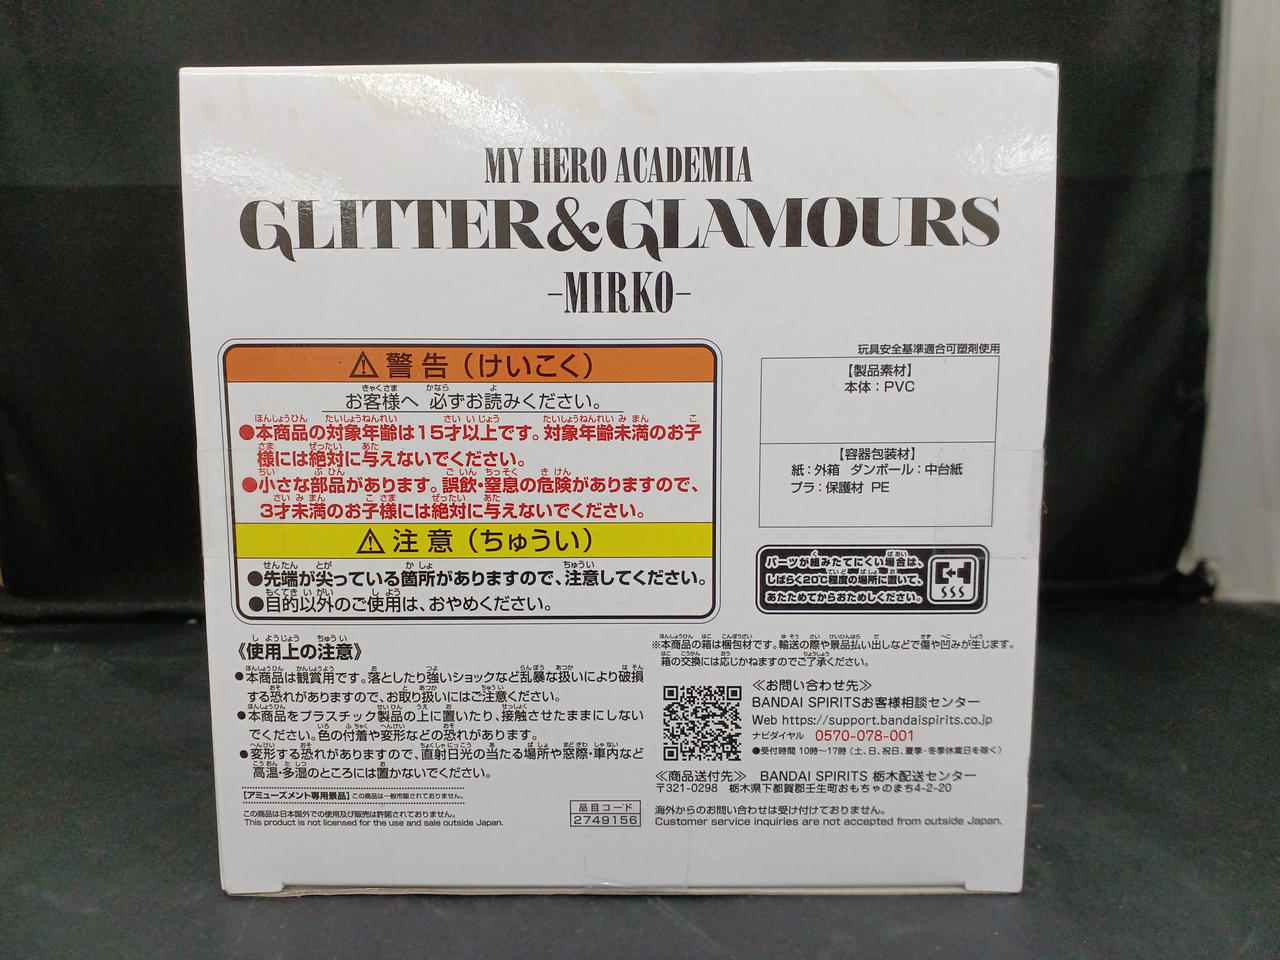 MY HERO ACADEMIA
GLITTER&GLAMOURS
-MIRKO-
⚠警告(けいこく)
お客様へ 必ずお読みください。
●本商品の対象年齢は15才以上です。対象年齢未満のお子
様には絶対に与えないでください。
●小さな部品があります。誤飲・窒息の危険がありますので、
3才未満のお子様には絶対に与えないでください。
⚠注意(ちゅうい)
●先端が尖っている箇所がありますので、注意してください。
●目的以外のご使用は、おやめください。
玩具安全基準適合可塑剤使用
【製品素材】
本体:PVC
【容器包装材】
紙:外箱 ダンボール:中台紙
プラ:保護材 PE
パーツが組みたてにくい場合は、
しばらく20℃程度の場所に置いて、
あたためてからおためしください。
《使用上の注意》
●本商品は観賞用です。落としたり強いショックなど乱暴な扱いにより破損
する恐れがありますので、お取り扱いにはご注意ください。
●本商品をプラスチック製品の上に置いたり、接触させたままにしない
でください。色の付着や変形などの恐れがあります。
●変形する恐れがありますので、直射日光の当たる場所や窓際・車内など
高温・多湿のところには置かないでください。
【アミューズメント専用景品】この商品は一般市販されておりません。
この商品は日本国外での使用及び販売は許諾されておりません。
This product is not licensed for the use and sale outside Japan.
品目コード
2749156
※本商品の箱は梱包材です。輸送の際や景品払い出しなどで傷や凹みが生じます。
箱の交換には応じかねますのでご了承ください。
≪お問い合わせ先≫
BANDAI SPIRITSお客様相談センター
Web https://support.bandaispirits.co.jp
ナビダイヤル 0570-078-001
●受付時間 10時〜17時(土、日、祝日、夏季・冬季休業日を除く)
≪商品送付先≫ BANDAI SPIRITS 栃木配送センター
〒321-0298 栃木県下都賀郡壬生町おもちゃのまち4-2-20
海外からのお問い合わせは受け付けておりません。
Customer service inquiries are not accepted from outside Japan.